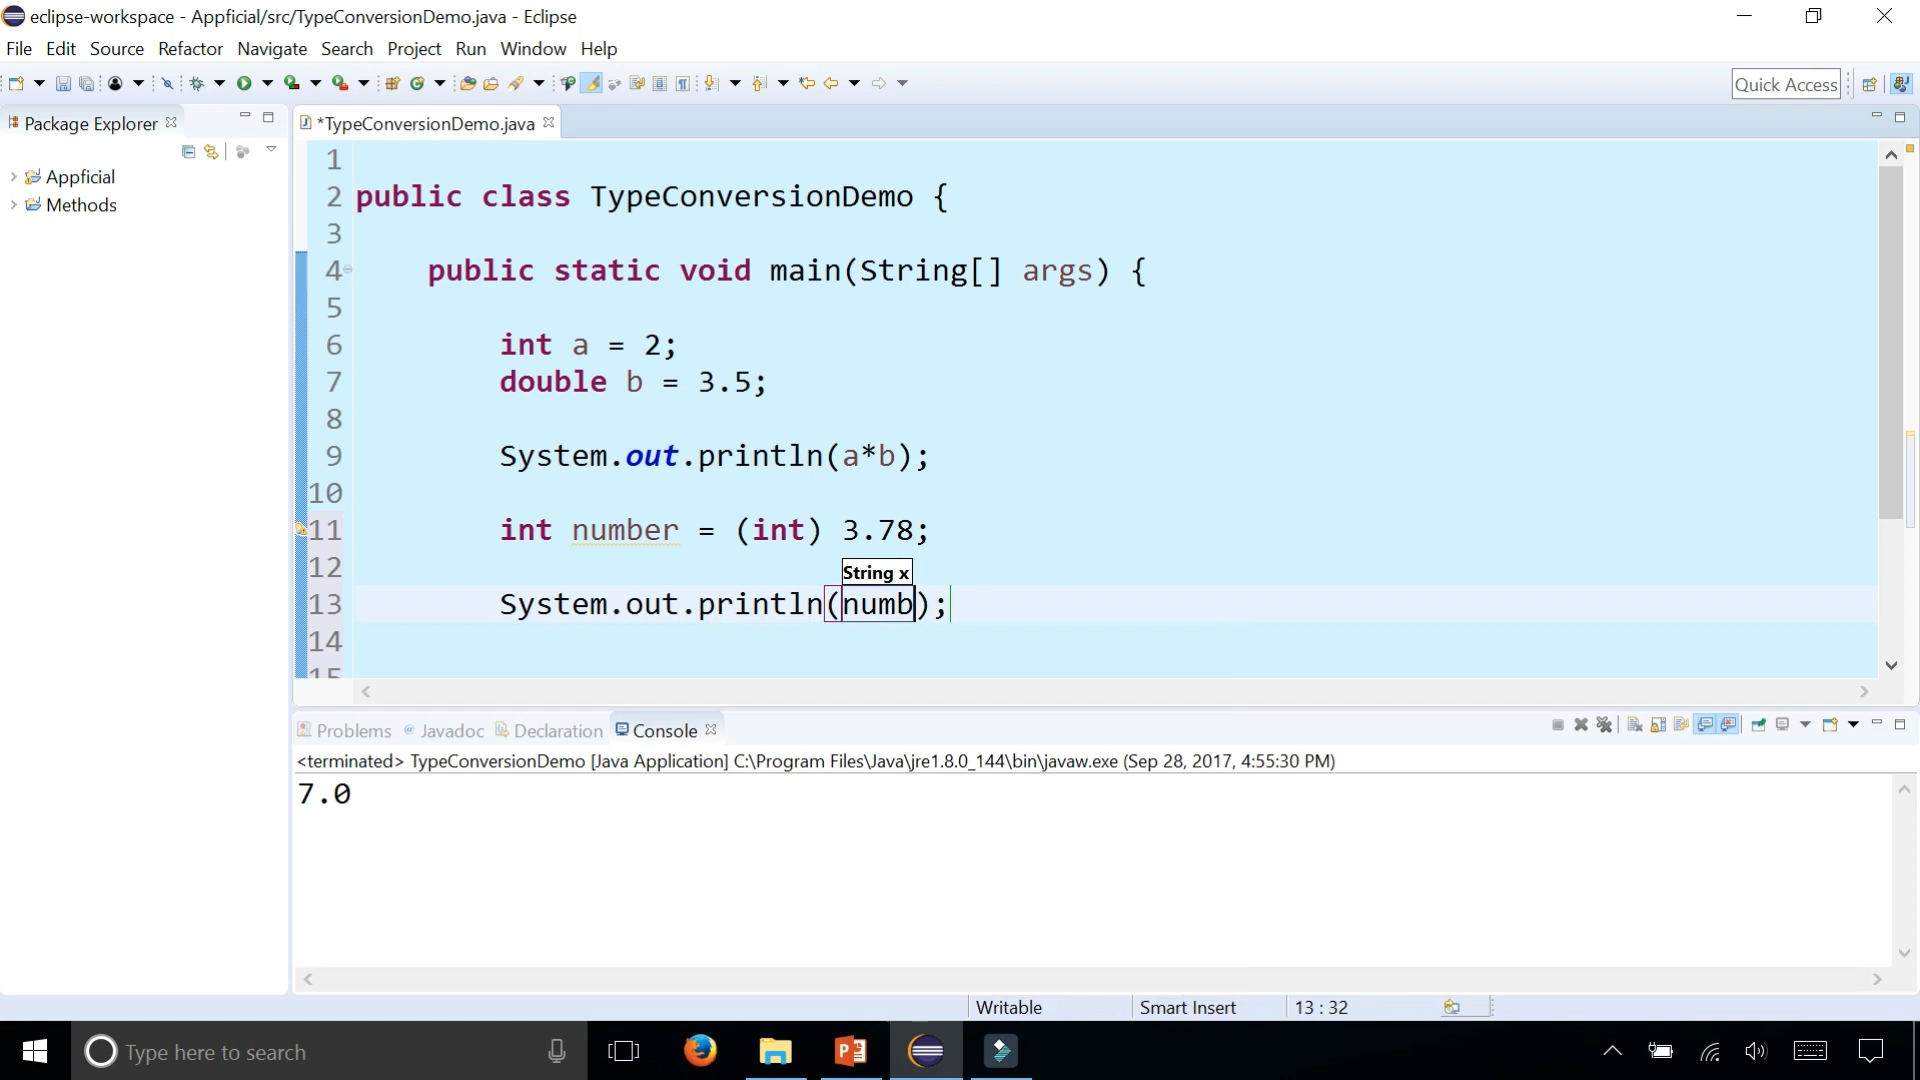 eclipse-workspace - Appficial/src/TypeConversionDemo.java - Eclipse
File Edit Source Refactor Navigate Search Project Run Window Help
Quick Access
Package Explorer
*TypeConversionDemo.java
Appficial
Methods
1
2 public class TypeConversionDemo {
3
4 public static void main(String[] args) {
5
6 int a = 2;
7 double b = 3.5;
8
9 System.out.println(a*b);
10
11 int number = (int) 3.78;
12
String x
13 System.out.println(numb);
14
15
Problems @ Javadoc Declaration Console
<terminated> TypeConversionDemo [Java Application] C:\Program Files\Java\jre1.8.0_144\bin\javaw.exe (Sep 28, 2017, 4:55:30 PM)
7.0
Writable Smart Insert 13 : 32
Type here to search